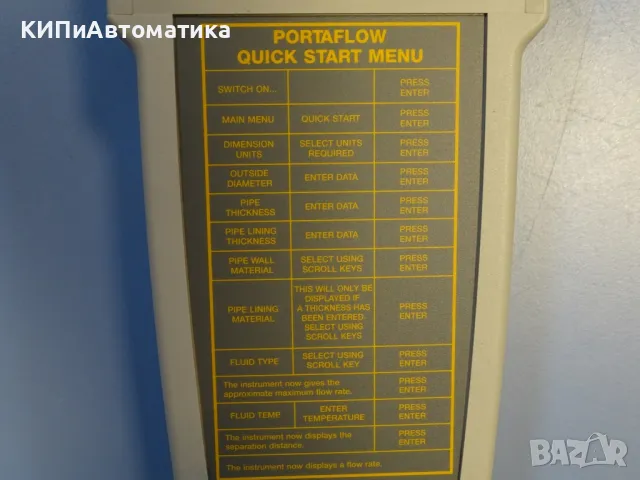 КИПиАвтоматика
PORTAFLOW
QUICK START MENU
SWITCH ON... PRESS ENTER
MAIN MENU QUICK START PRESS ENTER
DIMENSION UNITS SELECT UNITS REQUIRED PRESS ENTER
OUTSIDE DIAMETER ENTER DATA PRESS ENTER
PIPE THICKNESS ENTER DATA PRESS ENTER
PIPE LINING THICKNESS ENTER DATA PRESS ENTER
PIPE WALL MATERIAL SELECT USING SCROLL KEYS PRESS ENTER
PIPE LINING MATERIAL THIS WILL ONLY BE DISPLAYED IF A THICKNESS HAS BEEN ENTERED SELECT USING SCROLL KEYS PRESS ENTER
FLUID TYPE SELECT USING SCROLL KEY PRESS ENTER
The instrument now gives the approximate maximum flow rate. PRESS ENTER
FLUID TEMP ENTER TEMPERATURE PRESS ENTER
The instrument now displays the separation distance. PRESS ENTER
The instrument now displays a flow rate.
BAZAR
bg